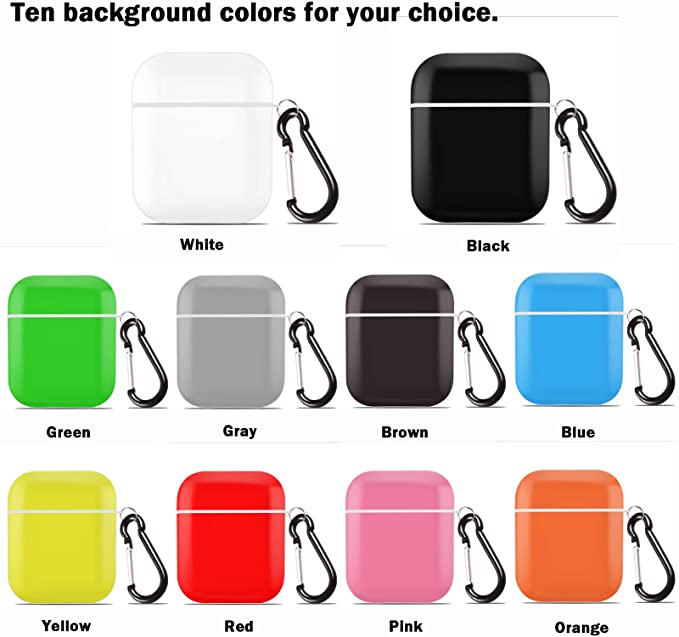 Ten background colors for your choice.
White
Black
Green
Gray
Brown
Blue
Yellow
Red
Pink
Orange